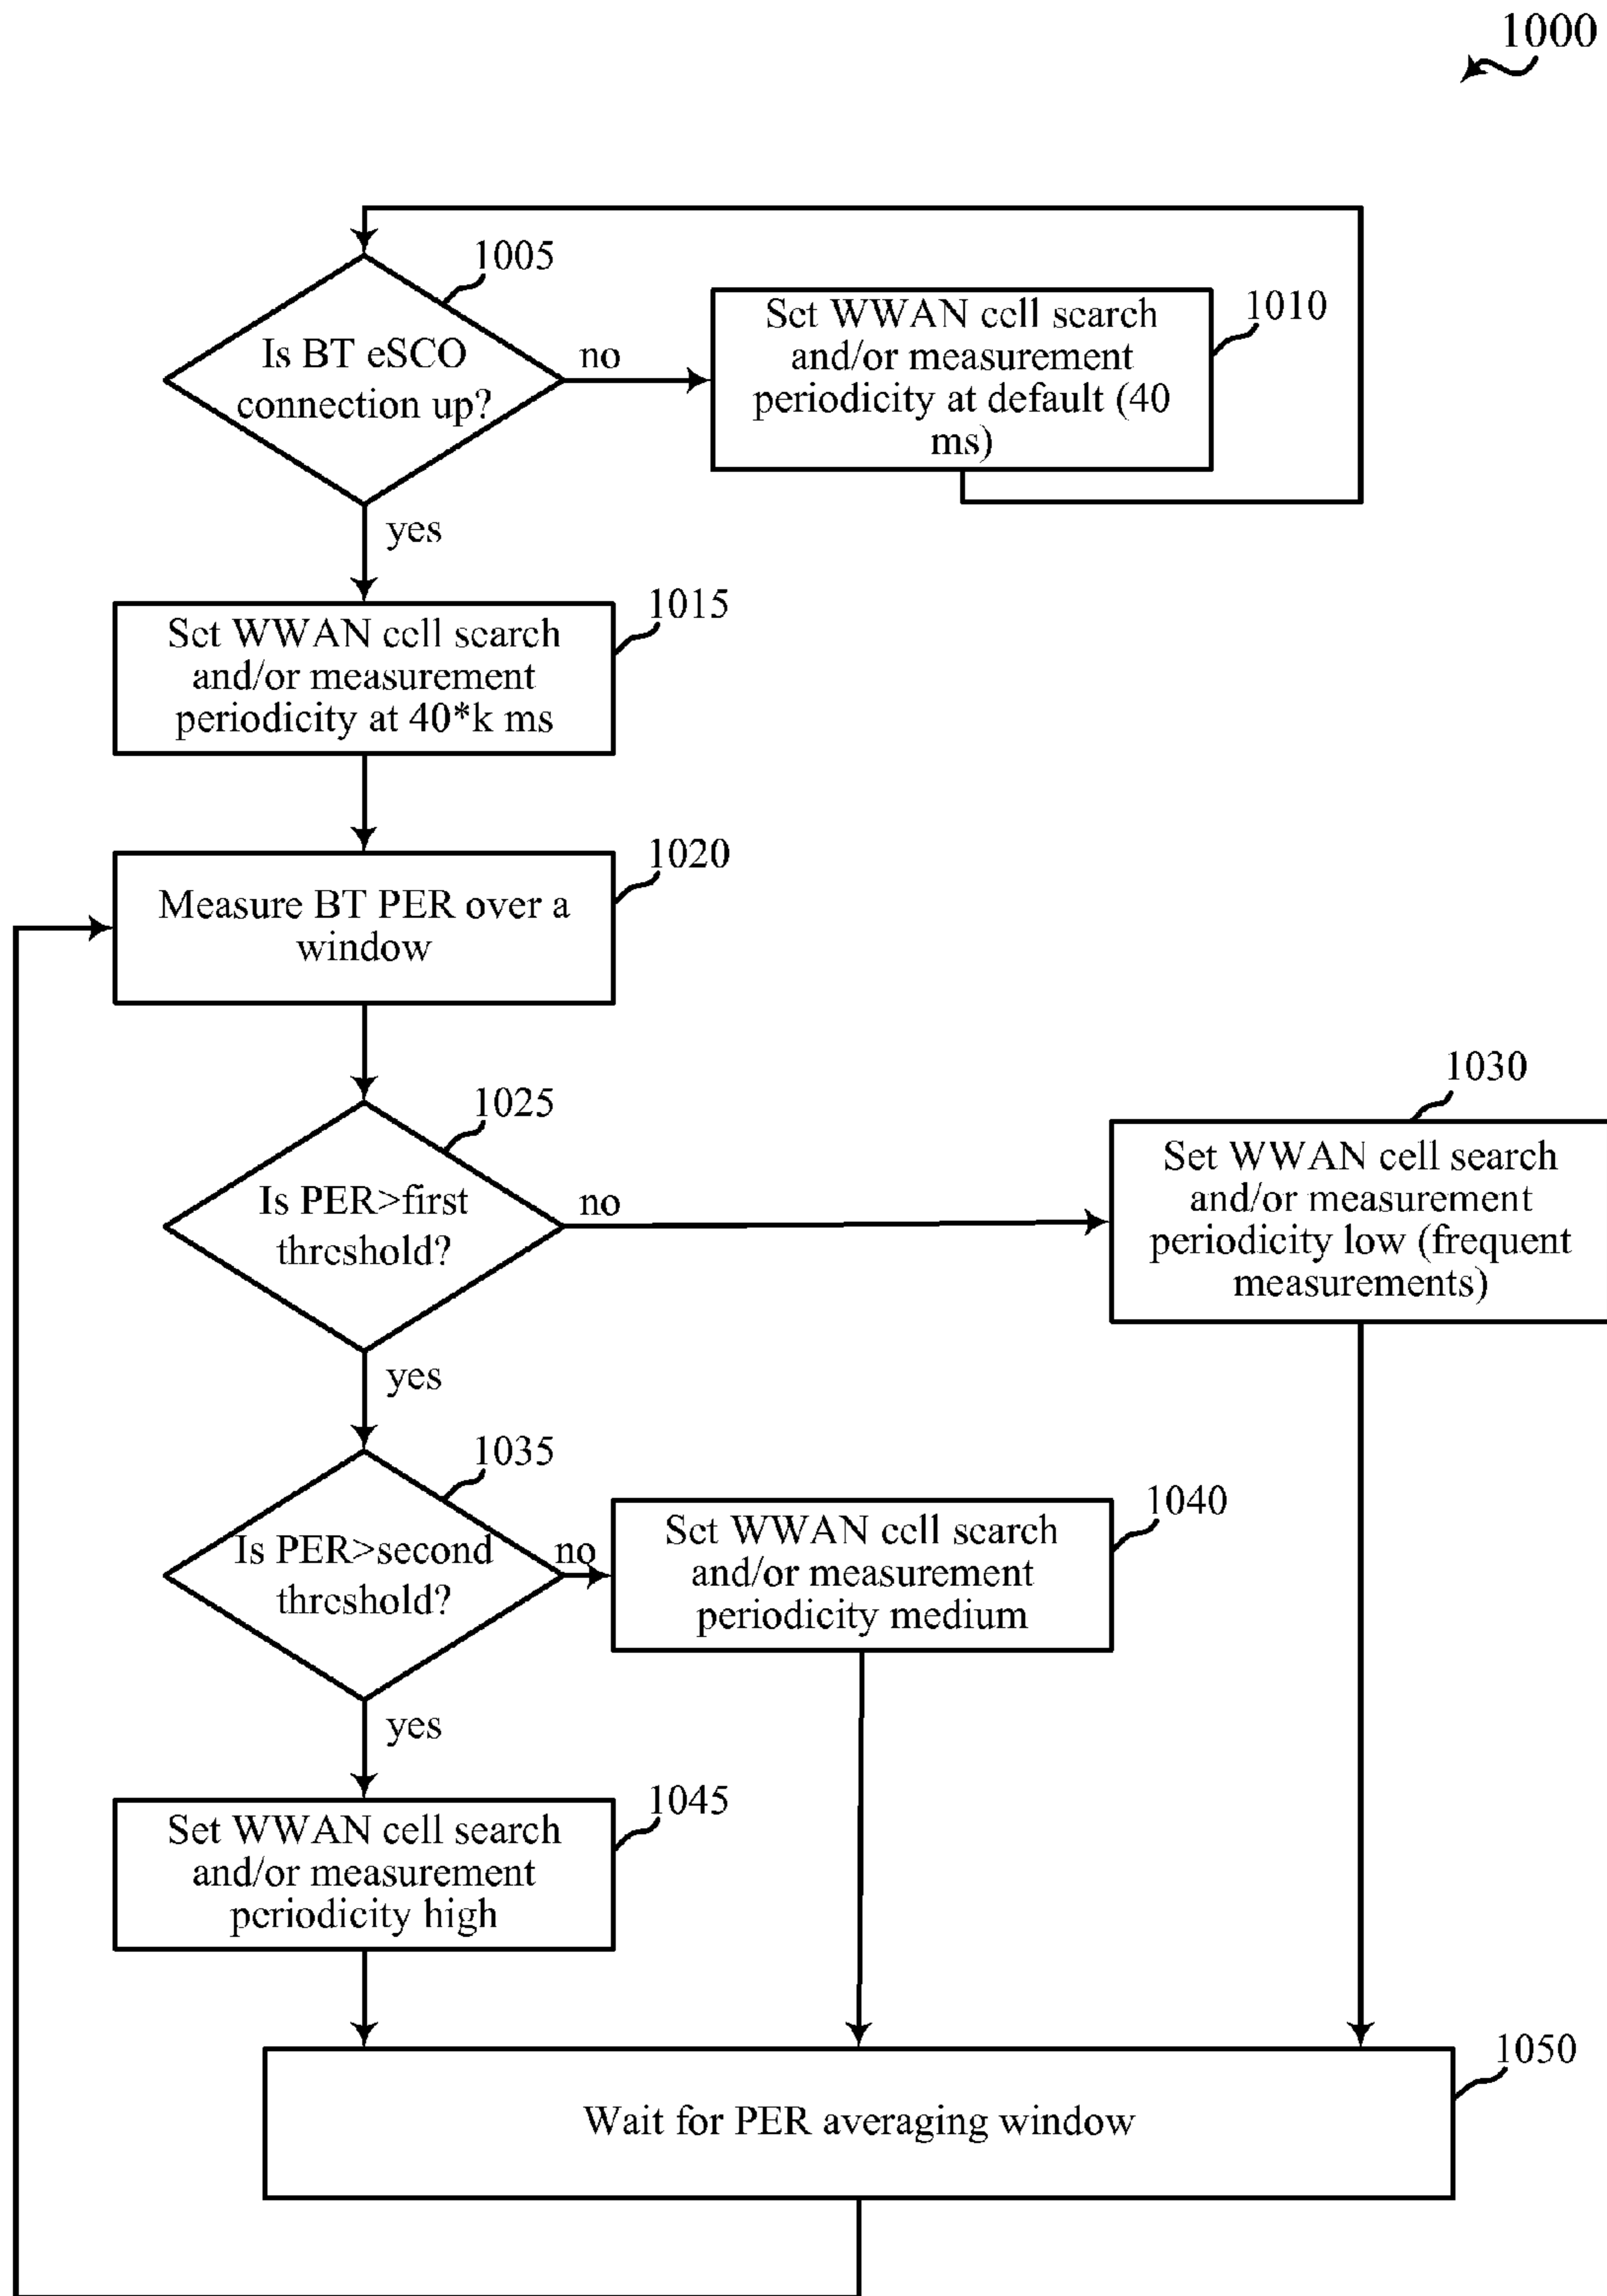 1000
1005
Is BT eSCO
connection up?
no
1010
Set WWAN cell search
and/or measurement
periodicity at default (40
ms)
yes
1015
Set WWAN cell search
and/or measurement
periodicity at 40*k ms
1020
Measure BT PER over a
window
1025
Is PER>first
threshold?
no
1030
Set WWAN cell search
and/or measurement
periodicity low (frequent
measurements)
yes
1035
Is PER>second
threshold?
no
1040
Set WWAN cell search
and/or measurement
periodicity medium
yes
1045
Set WWAN cell search
and/or measurement
periodicity high
1050
Wait for PER averaging window